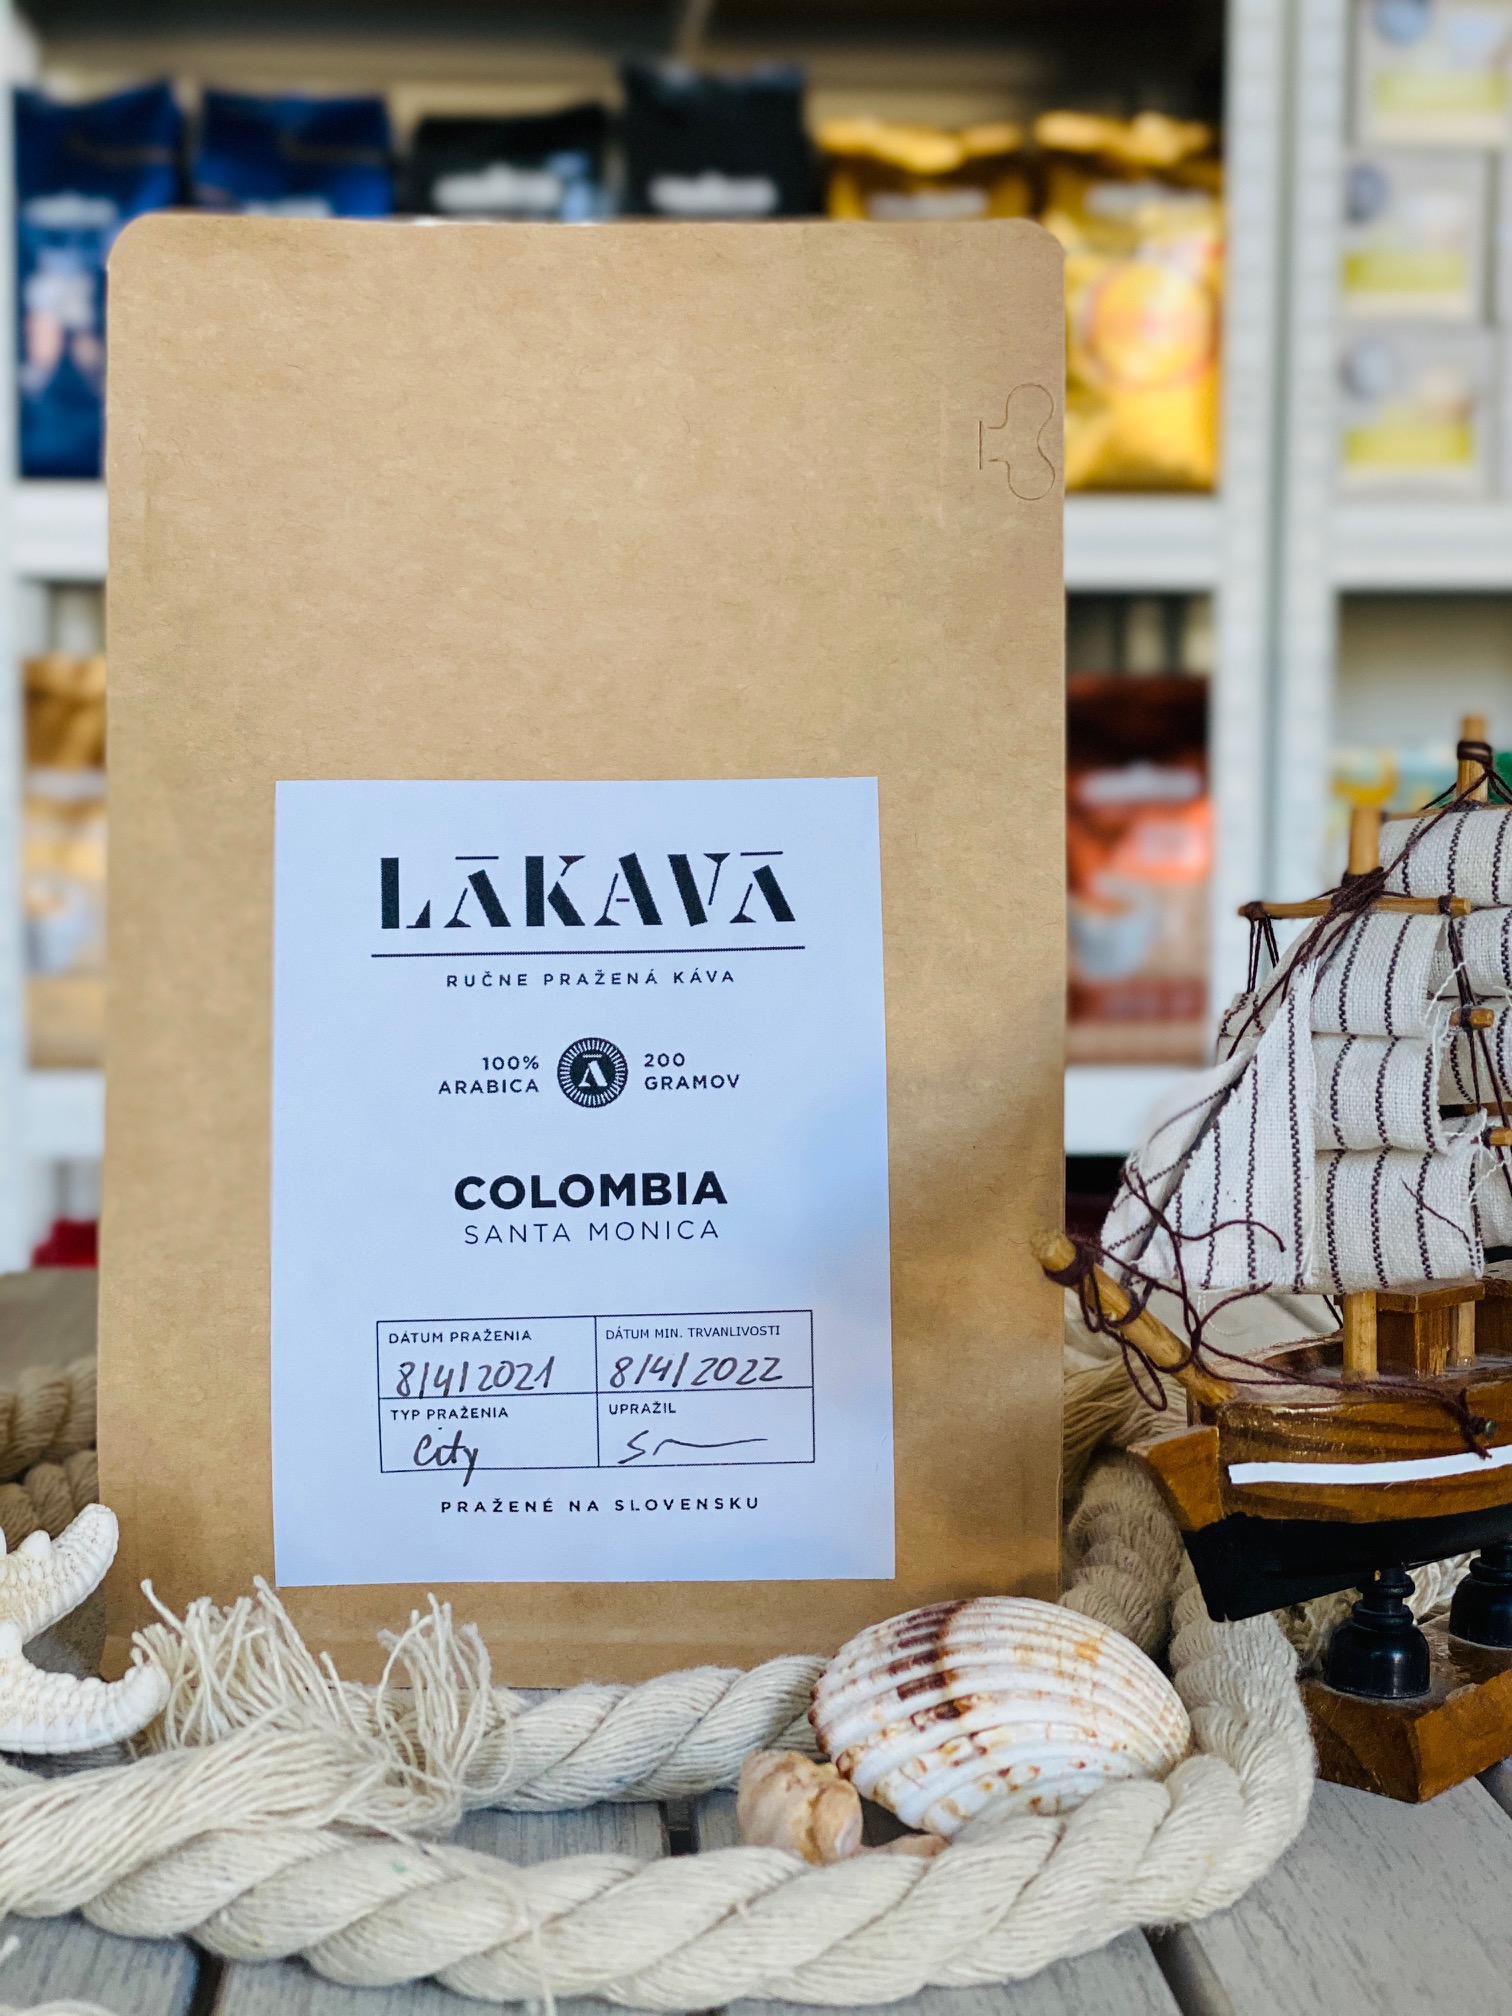 LĀKAVĀ
RUČNE PRAŽENÁ KÁVA
100%
ARABICA
200
GRAMOV
COLOMBIA
SANTA MONICA
DÁTUM PRAŽENIA
8/4/2021
DÁTUM MIN. TRVANLIVOSTI
8/4/2022
TYP PRAŽENIA
City
UPRAŽIL
PRAŽENÉ NA SLOVENSKU